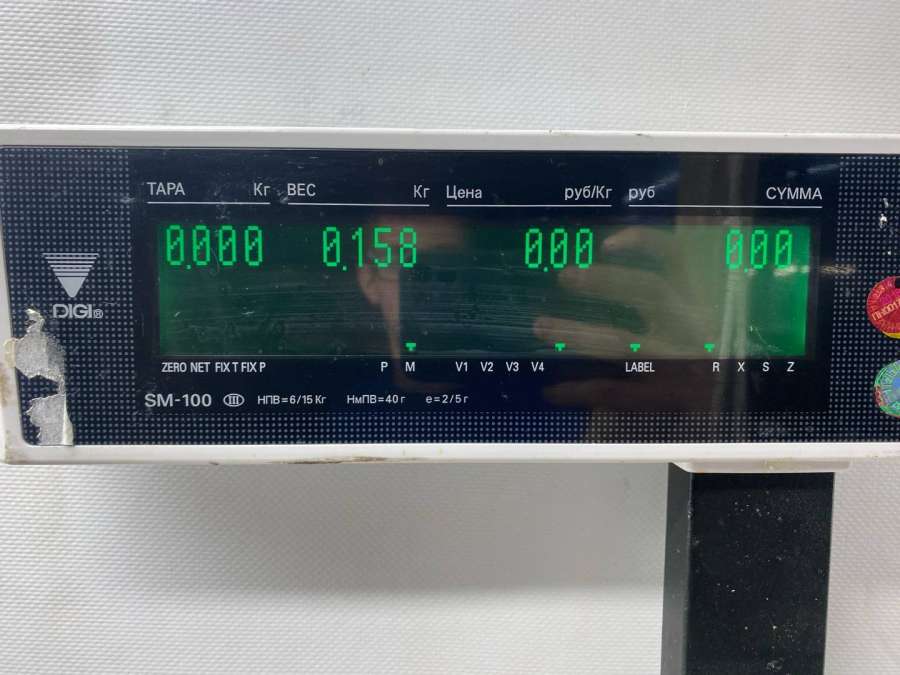 ТАРА Кг ВЕС Кг Цена руб/Кг руб СУММА
0.000 0.158 0.00 0.00
DIGI®
ZERO NET FIX T FIX P P M V1 V2 V3 V4 LABEL R X S Z
SM-100 III НПВ=6/15 Кг НмПВ=40 г e=2/5 г